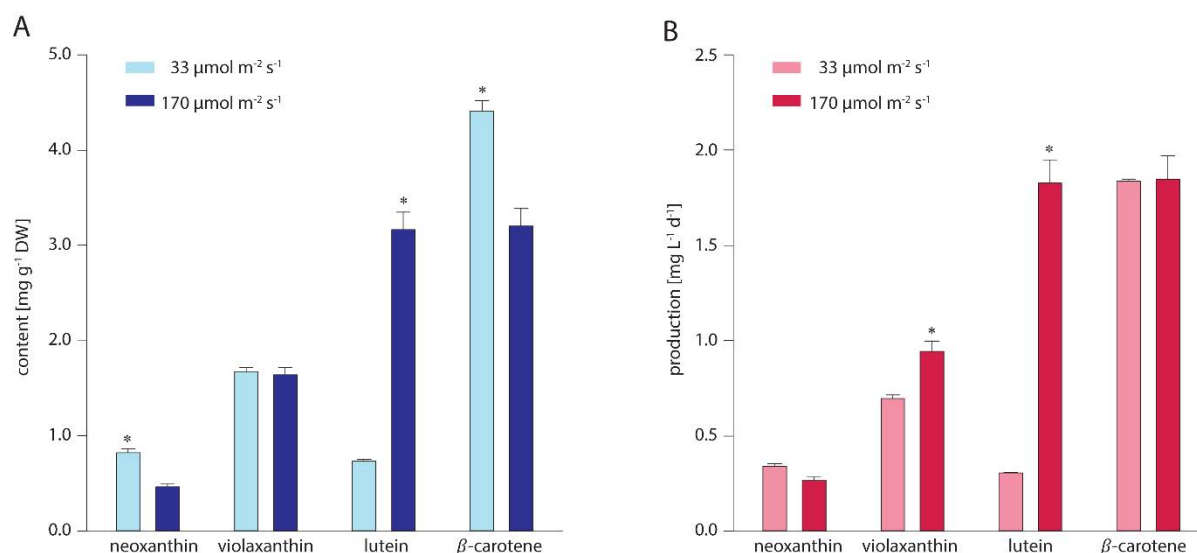 A
33 μmol m⁻² s⁻¹
170 μmol m⁻² s⁻¹
content [mg g⁻¹ DW]
5.0
4.0
3.0
2.0
1.0
0.0
*
*
*
neoxanthin violaxanthin lutein β-carotene
B
33 μmol m⁻² s⁻¹
170 μmol m⁻² s⁻¹
production [mg L⁻¹ d⁻¹]
2.5
2.0
1.5
1.0
0.5
0.0
*
*
neoxanthin violaxanthin lutein β-carotene